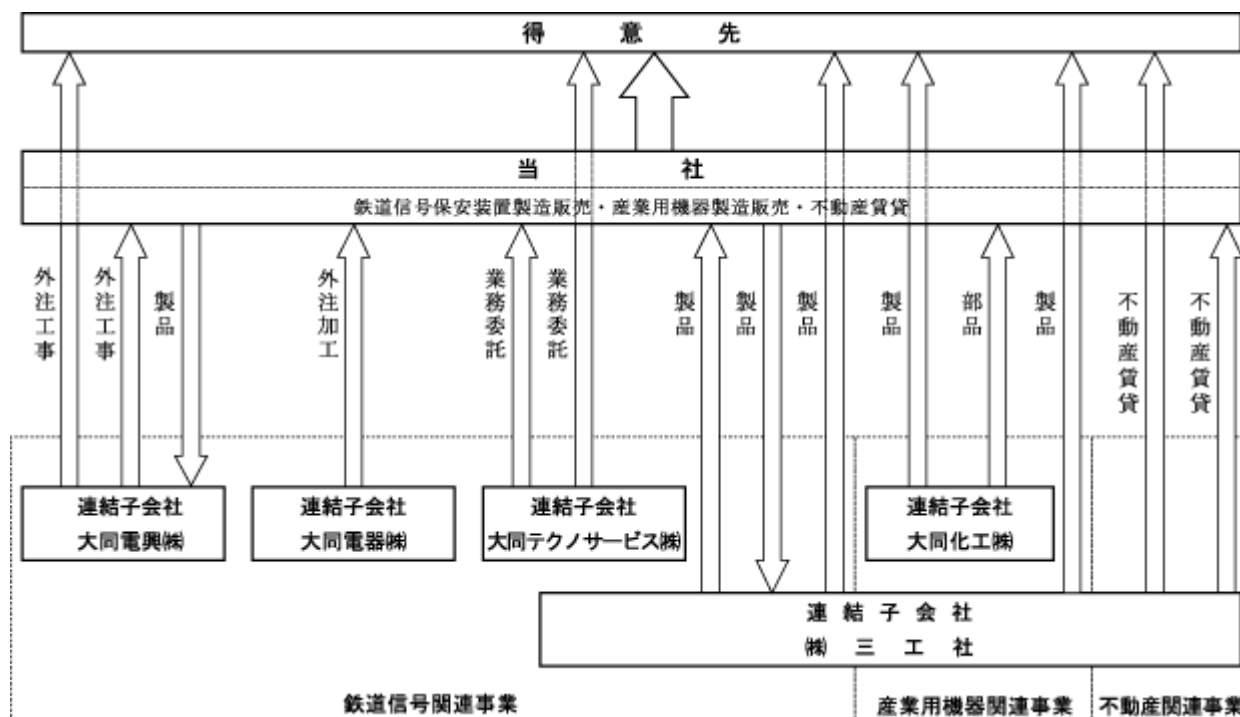 得意先
当社
鉄道信号保安装置製造販売・産業用機器製造販売・不動産賃貸
外注工事
外注工事
製品
外注加工
業務委託
業務委託
製品
製品
製品
製品
部品
製品
不動産賃貸
不動産賃貸
連結子会社
大同電興㈱
連結子会社
大同電器㈱
連結子会社
大同テクノサービス㈱
連結子会社
大同化工㈱
連結子会社
㈱三工社
鉄道信号関連事業
産業用機器関連事業
不動産関連事業